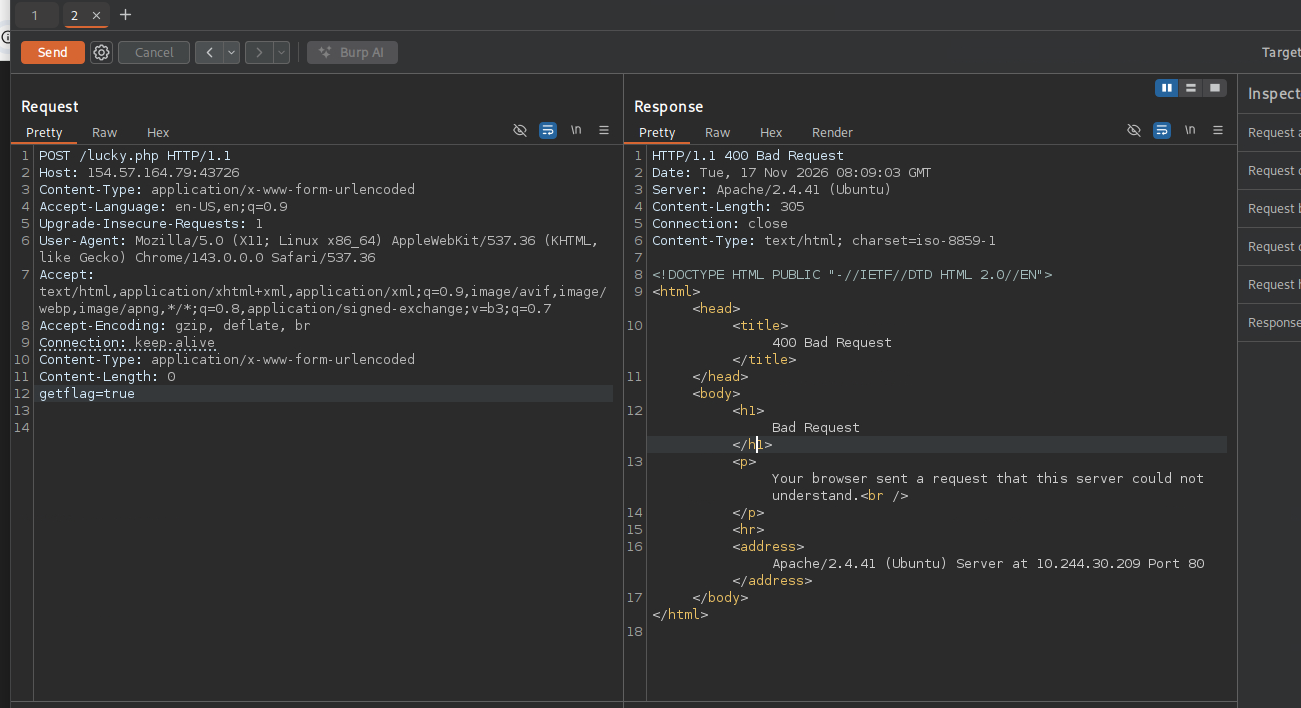 1
2 ×
+
Send
Cancel
<
>
Burp AI
Target
Request
Pretty
Raw
Hex
\n
1 POST /lucky.php HTTP/1.1
2 Host: 154.57.164.79:43726
3 Content-Type: application/x-www-form-urlencoded
4 Accept-Language: en-US,en;q=0.9
5 Upgrade-Insecure-Requests: 1
6 User-Agent: Mozilla/5.0 (X11; Linux x86_64) AppleWebKit/537.36 (KHTML,
like Gecko) Chrome/143.0.0.0 Safari/537.36
7 Accept:
text/html,application/xhtml+xml,application/xml;q=0.9,image/avif,image/
webp,image/apng,*/*;q=0.8,application/signed-exchange;v=b3;q=0.7
8 Accept-Encoding: gzip, deflate, br
9 Connection: keep-alive
10 Content-Type: application/x-www-form-urlencoded
11 Content-Length: 0
12 getflag=true
13
14
Response
Pretty
Raw
Hex
Render
\n
1 HTTP/1.1 400 Bad Request
2 Date: Tue, 17 Nov 2026 08:09:03 GMT
3 Server: Apache/2.4.41 (Ubuntu)
4 Content-Length: 305
5 Connection: close
6 Content-Type: text/html; charset=iso-8859-1
7
8 <!DOCTYPE HTML PUBLIC "-//IETF//DTD HTML 2.0//EN">
9 <html>
<head>
10 <title>
400 Bad Request
</title>
11 </head>
<body>
12 <h1>
Bad Request
</h1>
13 <p>
Your browser sent a request that this server could not
understand.<br />
14 </p>
15 <hr>
16 <address>
Apache/2.4.41 (Ubuntu) Server at 10.244.30.209 Port 80
</address>
17 </body>
</html>
18
Inspect
Request a
Request
Request b
Request
Request h
Response